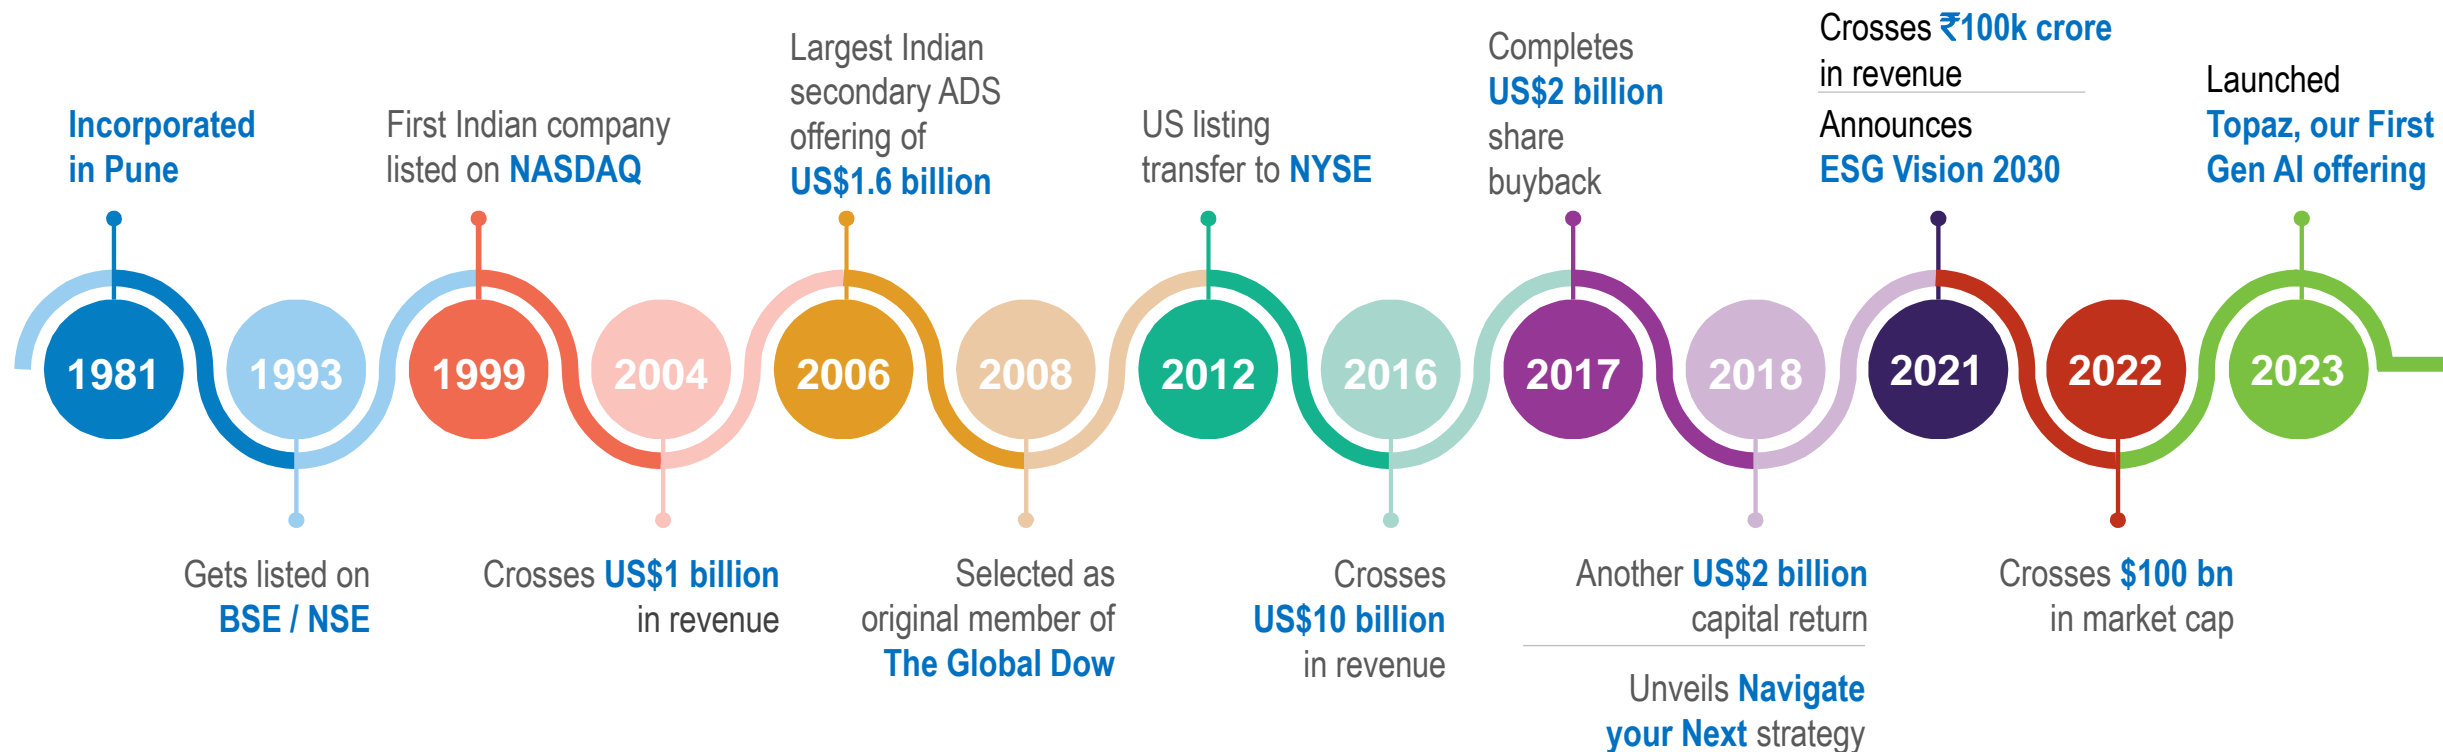 Incorporated
in Pune
First Indian company
listed on NASDAQ
Largest Indian
secondary ADS
offering of
US$1.6 billion
US listing
transfer to NYSE
Completes
US$2 billion
share
buyback
Crosses ₹100k crore
in revenue
Announces
ESG Vision 2030
Launched
Topaz, our First
Gen AI offering
1981
1993
1999
2004
2006
2008
2012
2016
2017
2018
2021
2022
2023
Gets listed on
BSE / NSE
Crosses US$1 billion
in revenue
Selected as
original member of
The Global Dow
Crosses
US$10 billion
in revenue
Another US$2 billion
capital return
Unveils Navigate
your Next strategy
Crosses $100 bn
in market cap